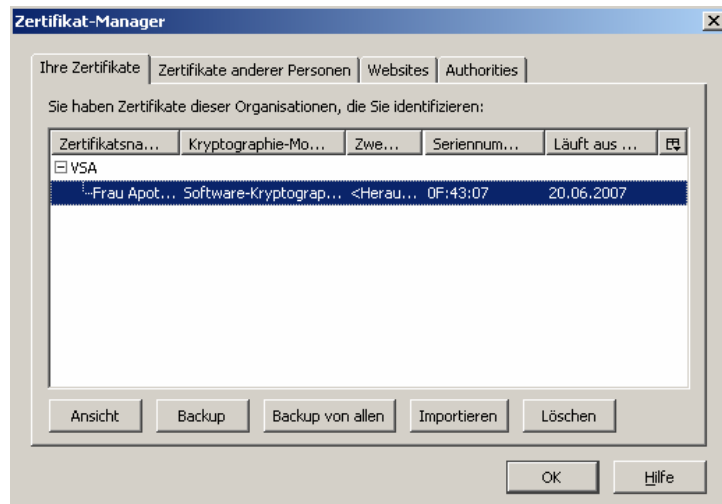 Zertifikat-Manager
Ihre Zertifikate Zertifikate anderer Personen Websites Authorities
Sie haben Zertifikate dieser Organisationen, die Sie identifizieren:
Zertifikatsna... Kryptographie-Mo... Zwe... Seriennum... Läuft aus ...
VSA
Frau Apot... Software-Kryptograp... <Herau... 0F:43:07 20.06.2007
Ansicht Backup Backup von allen Importieren Löschen
OK Hilfe